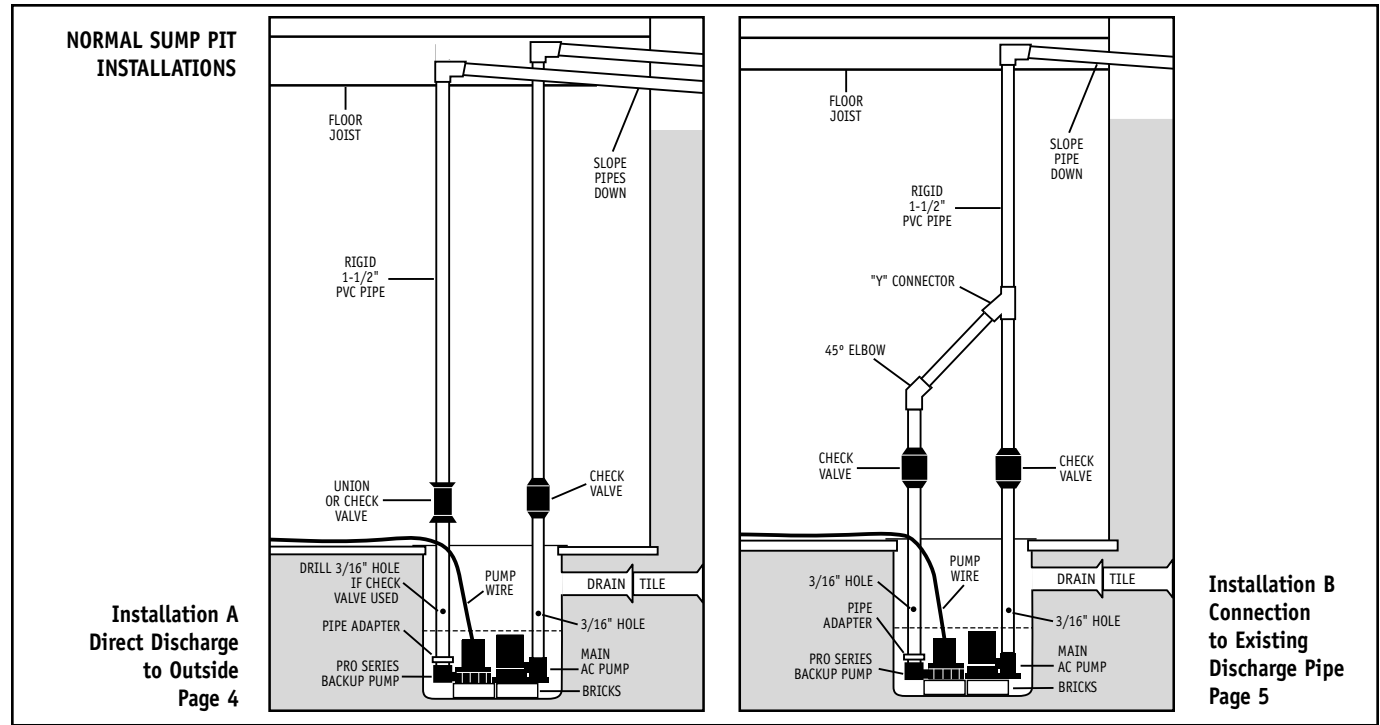 NORMAL SUMP PIT
INSTALLATIONS
FLOOR
JOIST
SLOPE
PIPES
DOWN
RIGID
1-1/2"
PVC PIPE
UNION
OR CHECK
VALVE
CHECK
VALVE
DRILL 3/16" HOLE
IF CHECK
VALVE USED
PUMP
WIRE
DRAIN TILE
PIPE ADAPTER
3/16" HOLE
PRO SERIES
BACKUP PUMP
MAIN
AC PUMP
BRICKS
Installation A
Direct Discharge
to Outside
Page 4
FLOOR
JOIST
SLOPE
PIPE
DOWN
RIGID
1-1/2"
PVC PIPE
"Y" CONNECTOR
45º ELBOW
CHECK
VALVE
CHECK
VALVE
3/16" HOLE
PUMP
WIRE
DRAIN TILE
PIPE
ADAPTER
3/16" HOLE
PRO SERIES
BACKUP PUMP
MAIN
AC PUMP
BRICKS
Installation B
Connection
to Existing
Discharge Pipe
Page 5